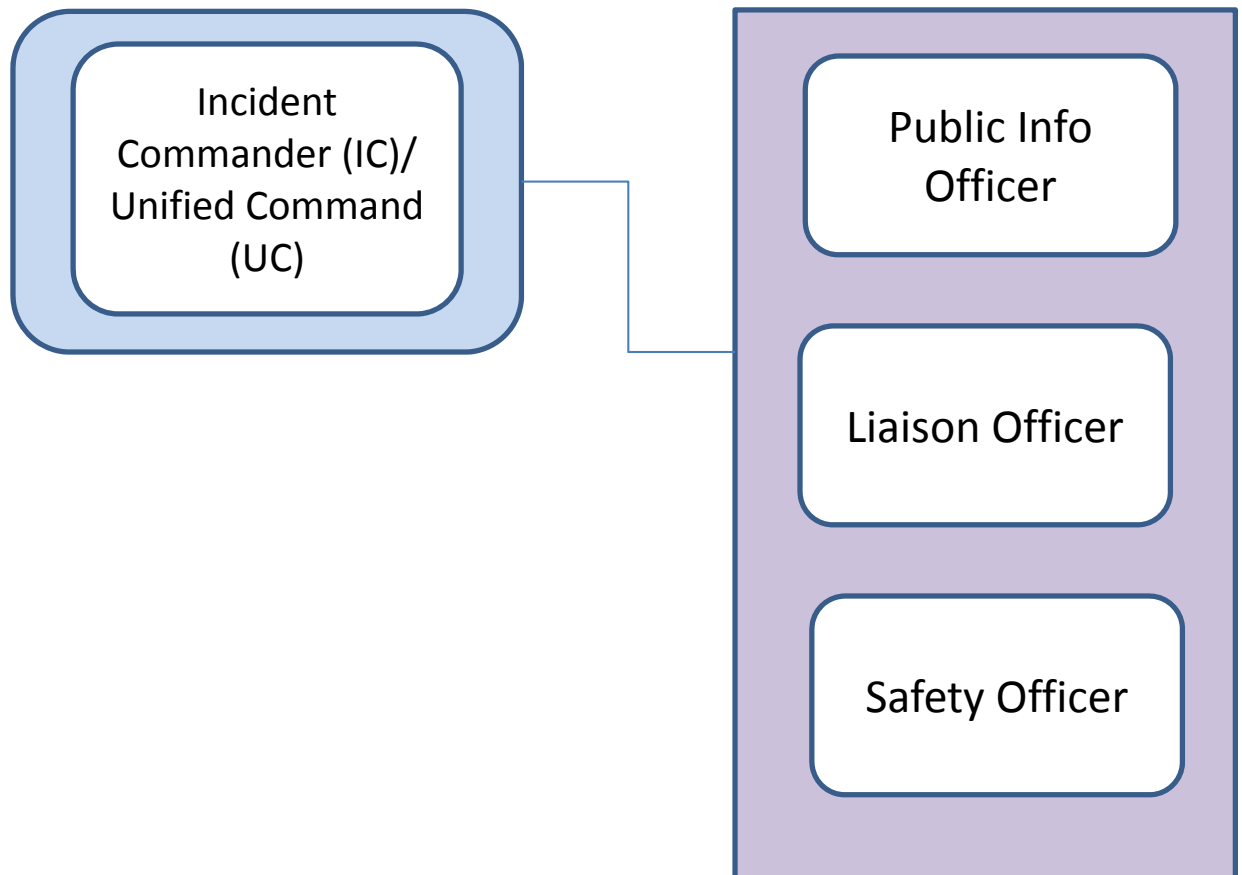 Incident
Commander (IC)/
Unified Command
(UC)
Public Info
Officer
Liaison Officer
Safety Officer